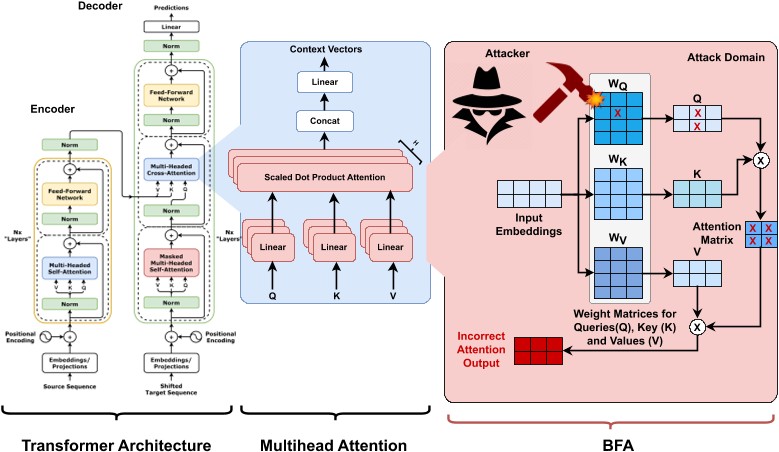 Decoder
Predictions
Linear
Norm
Feed-Forward
Network
Norm
Encoder
Norm
Multi-Headed
Cross-Attention
V K Q
Feed-Forward
Network
Norm
Norm
Nx
"Layers"
Multi-Headed
Self-Attention
V K Q
Norm
Masked
Multi-Headed
Self-Attention
V K Q
Norm
Nx
"Layers"
Positional
Encoding
Positional
Encoding
Embeddings/
Projections
Embeddings/
Projections
Source Sequence
Shifted
Target Sequence
Transformer Architecture
Context Vectors
Linear
Concat
H
Scaled Dot Product Attention
Linear
Linear
Linear
Q
K
V
Multihead Attention
Attacker
Attack Domain
WQ
X
Q
X
X
X
WK
K
Input
Embeddings
Attention
Matrix
X X
X X
WV
V
X
Weight Matrices for
Queries(Q), Key (K)
and Values (V)
Incorrect
Attention
Output
BFA